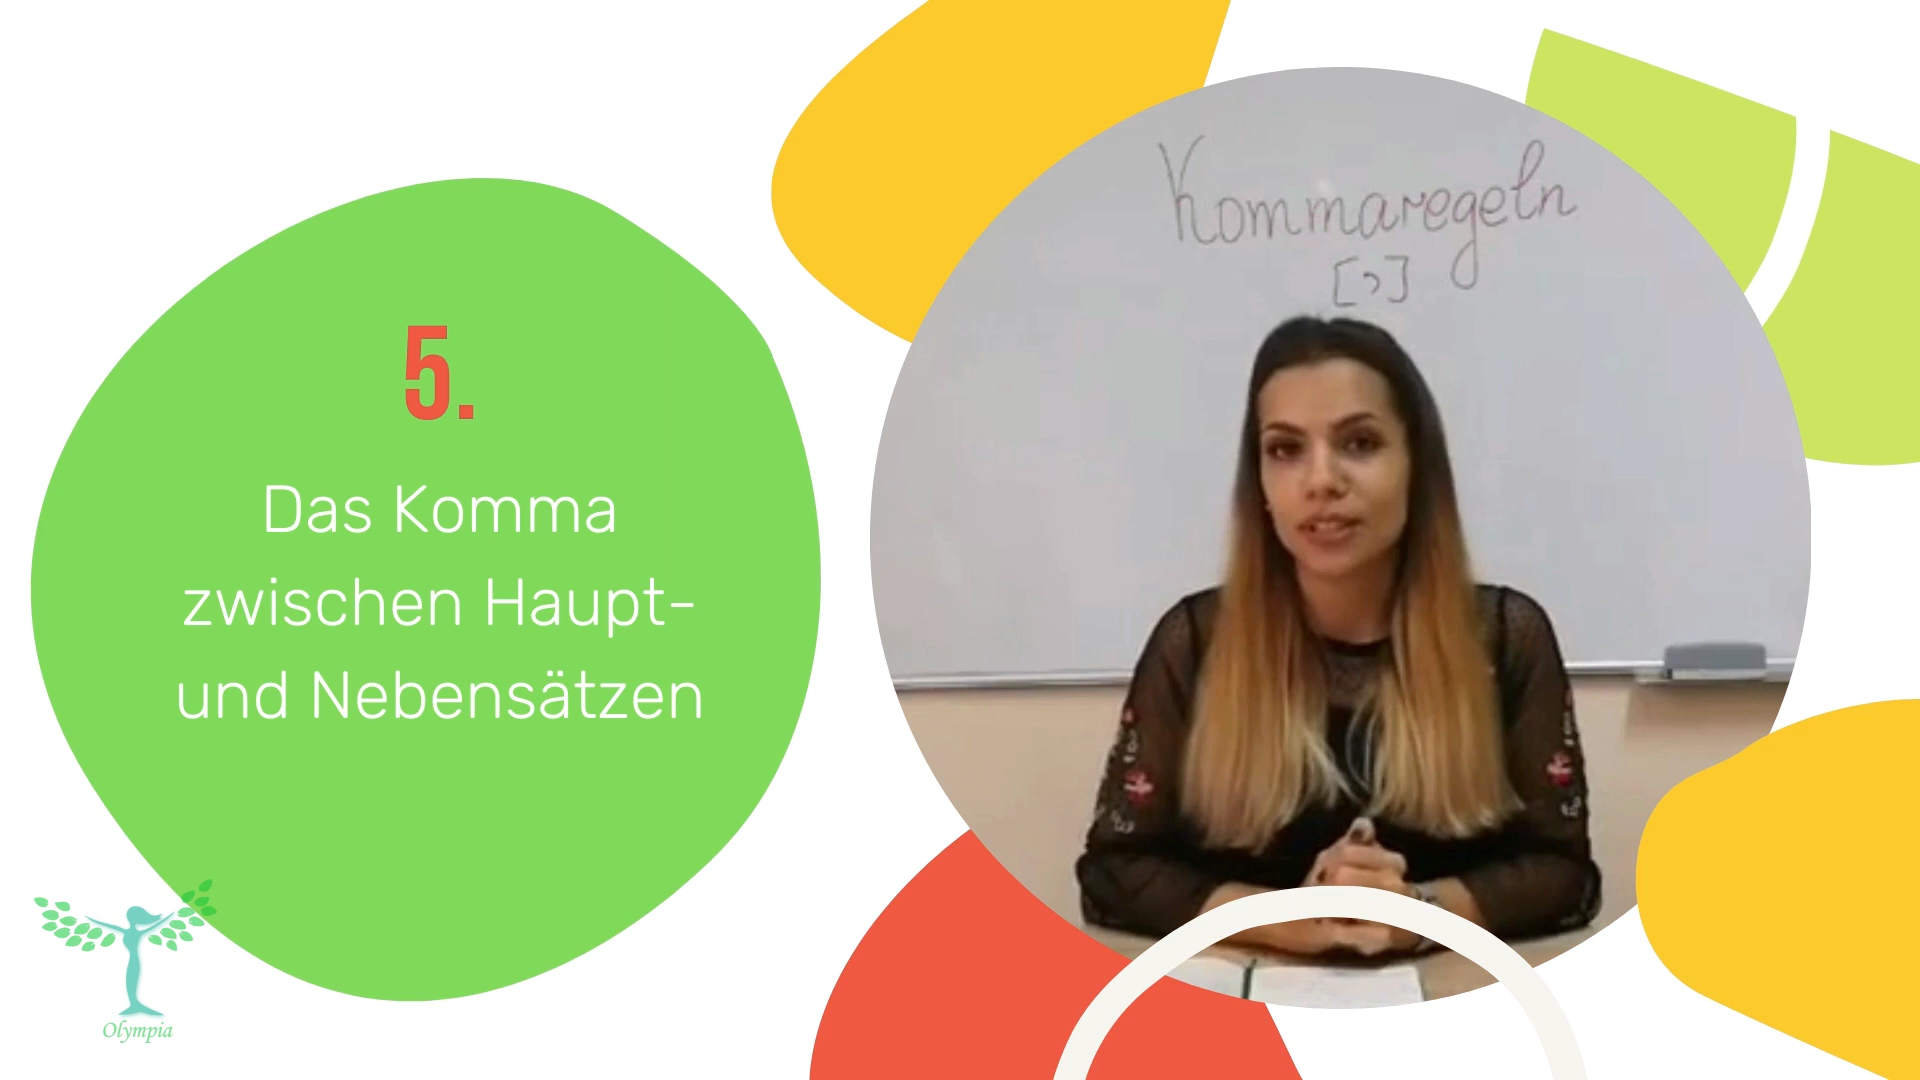 5.
Das Komma
zwischen Haupt-
und Nebensätzen
Kommaregeln
[,]
Olympia